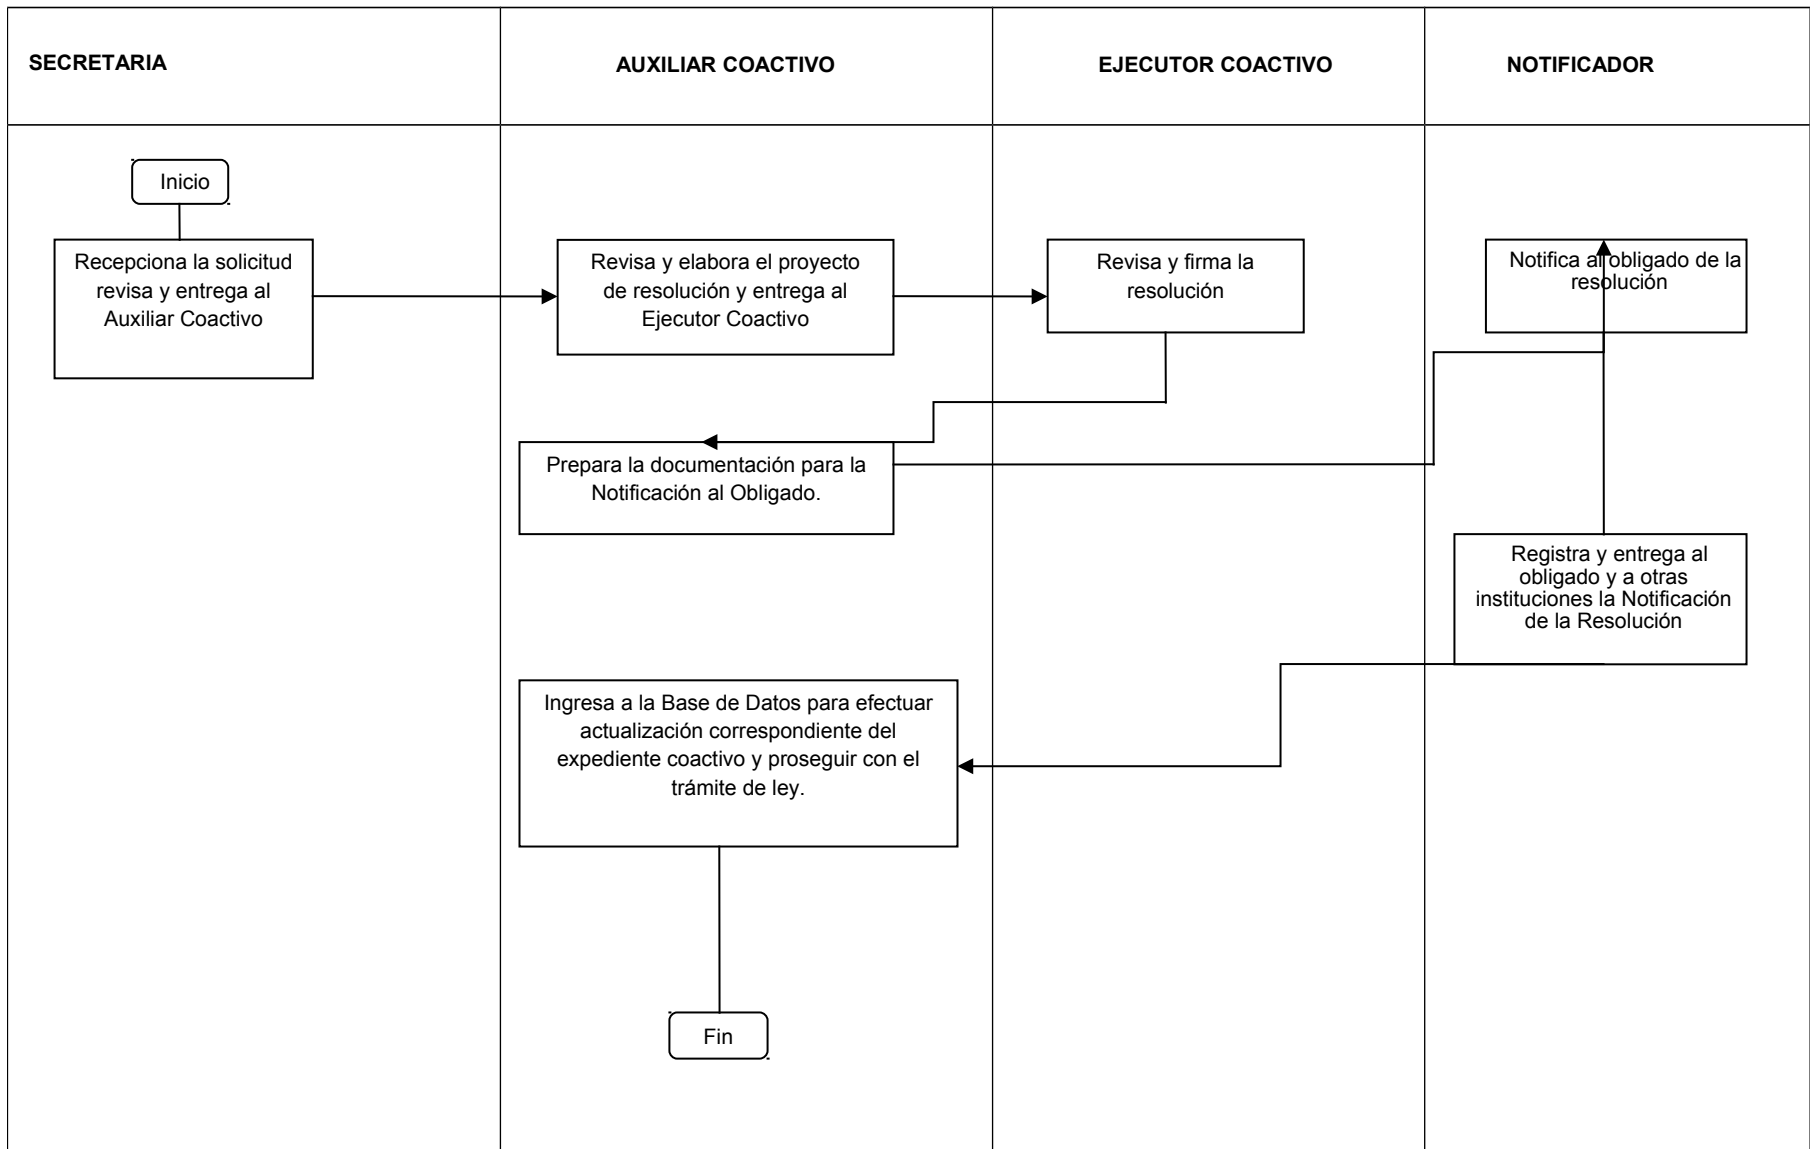 SECRETARIA
AUXILIAR COACTIVO
EJECUTOR COACTIVO
NOTIFICADOR
Inicio
Recepciona la solicitud
revisa y entrega al
Auxiliar Coactivo
Revisa y elabora el proyecto
de resolución y entrega al
Ejecutor Coactivo
Revisa y firma la
resolución
Notifica al obligado de la
resolución
Prepara la documentación para la
Notificación al Obligado.
Registra y entrega al
obligado y a otras
instituciones la Notificación
de la Resolución
Ingresa a la Base de Datos para efectuar
actualización correspondiente del
expediente coactivo y proseguir con el
trámite de ley.
Fin